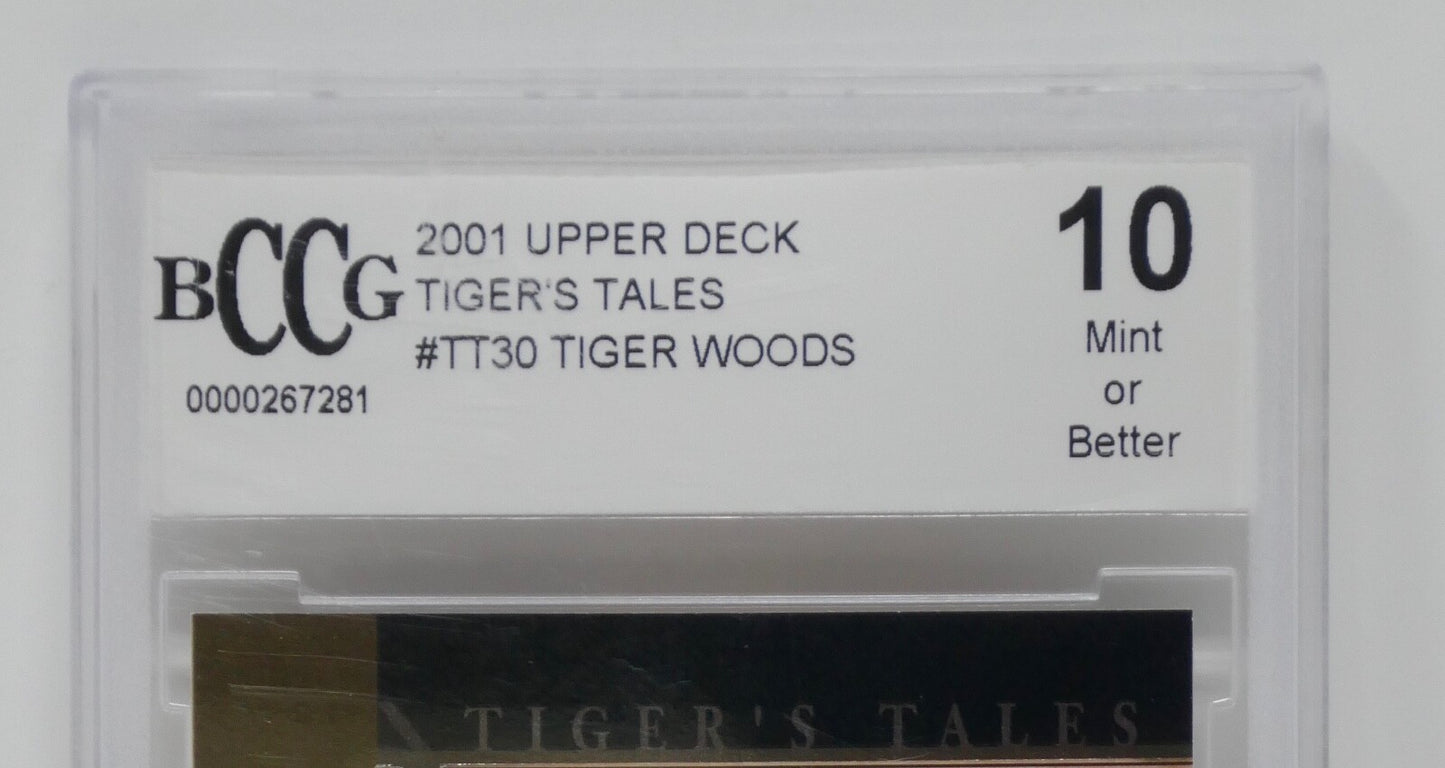 BCCG
2001 UPPER DECK
TIGER'S TALES
#TT30 TIGER WOODS
0000267281
10
Mint
or
Better
TIGER'S TALES